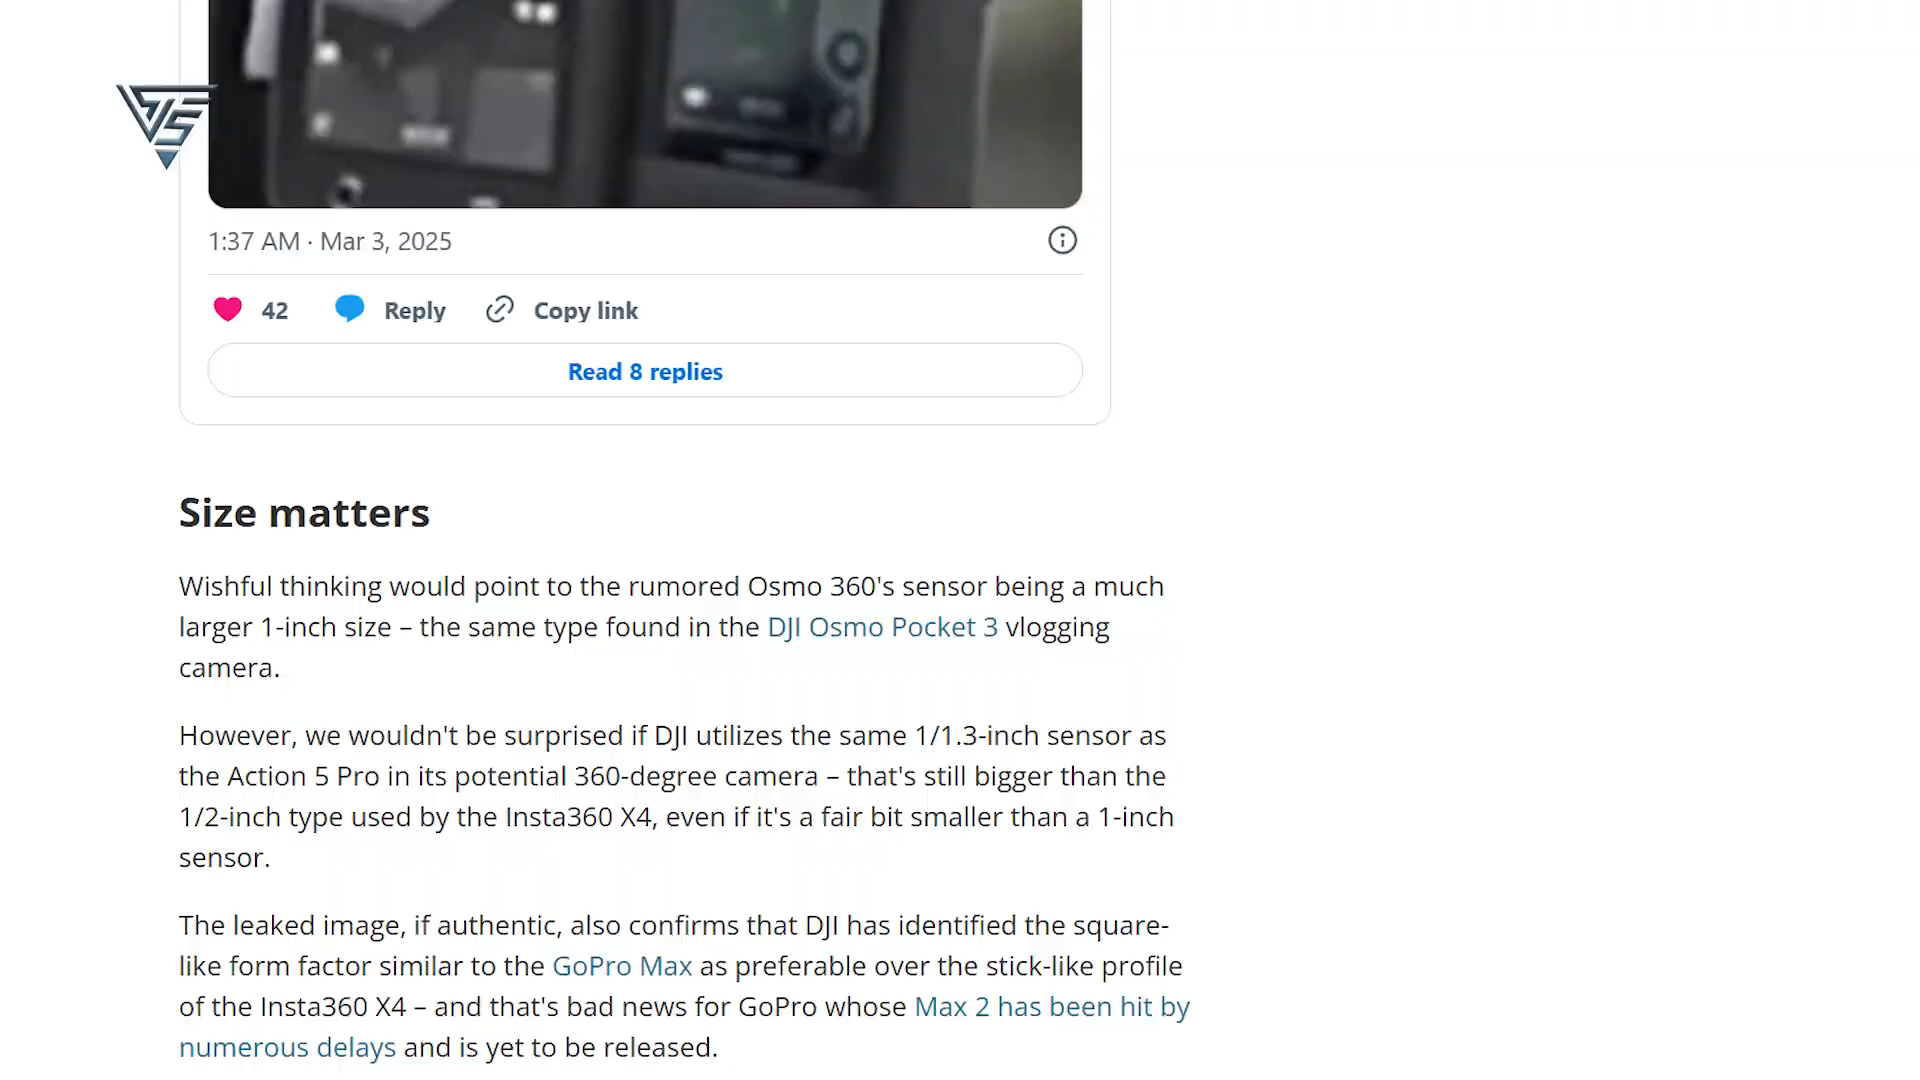 1:37 AM · Mar 3, 2025
42 Reply Copy link
Read 8 replies
Size matters
Wishful thinking would point to the rumored Osmo 360's sensor being a much
larger 1-inch size – the same type found in the DJI Osmo Pocket 3 vlogging
camera.
However, we wouldn't be surprised if DJI utilizes the same 1/1.3-inch sensor as
the Action 5 Pro in its potential 360-degree camera – that's still bigger than the
1/2-inch type used by the Insta360 X4, even if it's a fair bit smaller than a 1-inch
sensor.
The leaked image, if authentic, also confirms that DJI has identified the square-
like form factor similar to the GoPro Max as preferable over the stick-like profile
of the Insta360 X4 – and that's bad news for GoPro whose Max 2 has been hit by
numerous delays and is yet to be released.